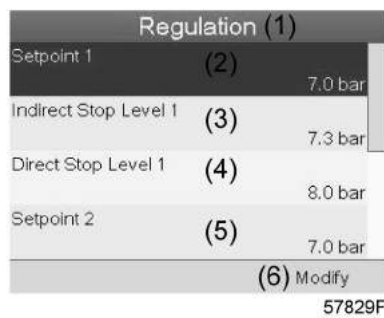 Regulation (1)
Setpoint 1 (2)
7.0 bar
Indirect Stop Level 1 (3)
7.3 bar
Direct Stop Level 1 (4)
8.0 bar
Setpoint 2 (5)
7.0 bar
(6) Modify
57829F